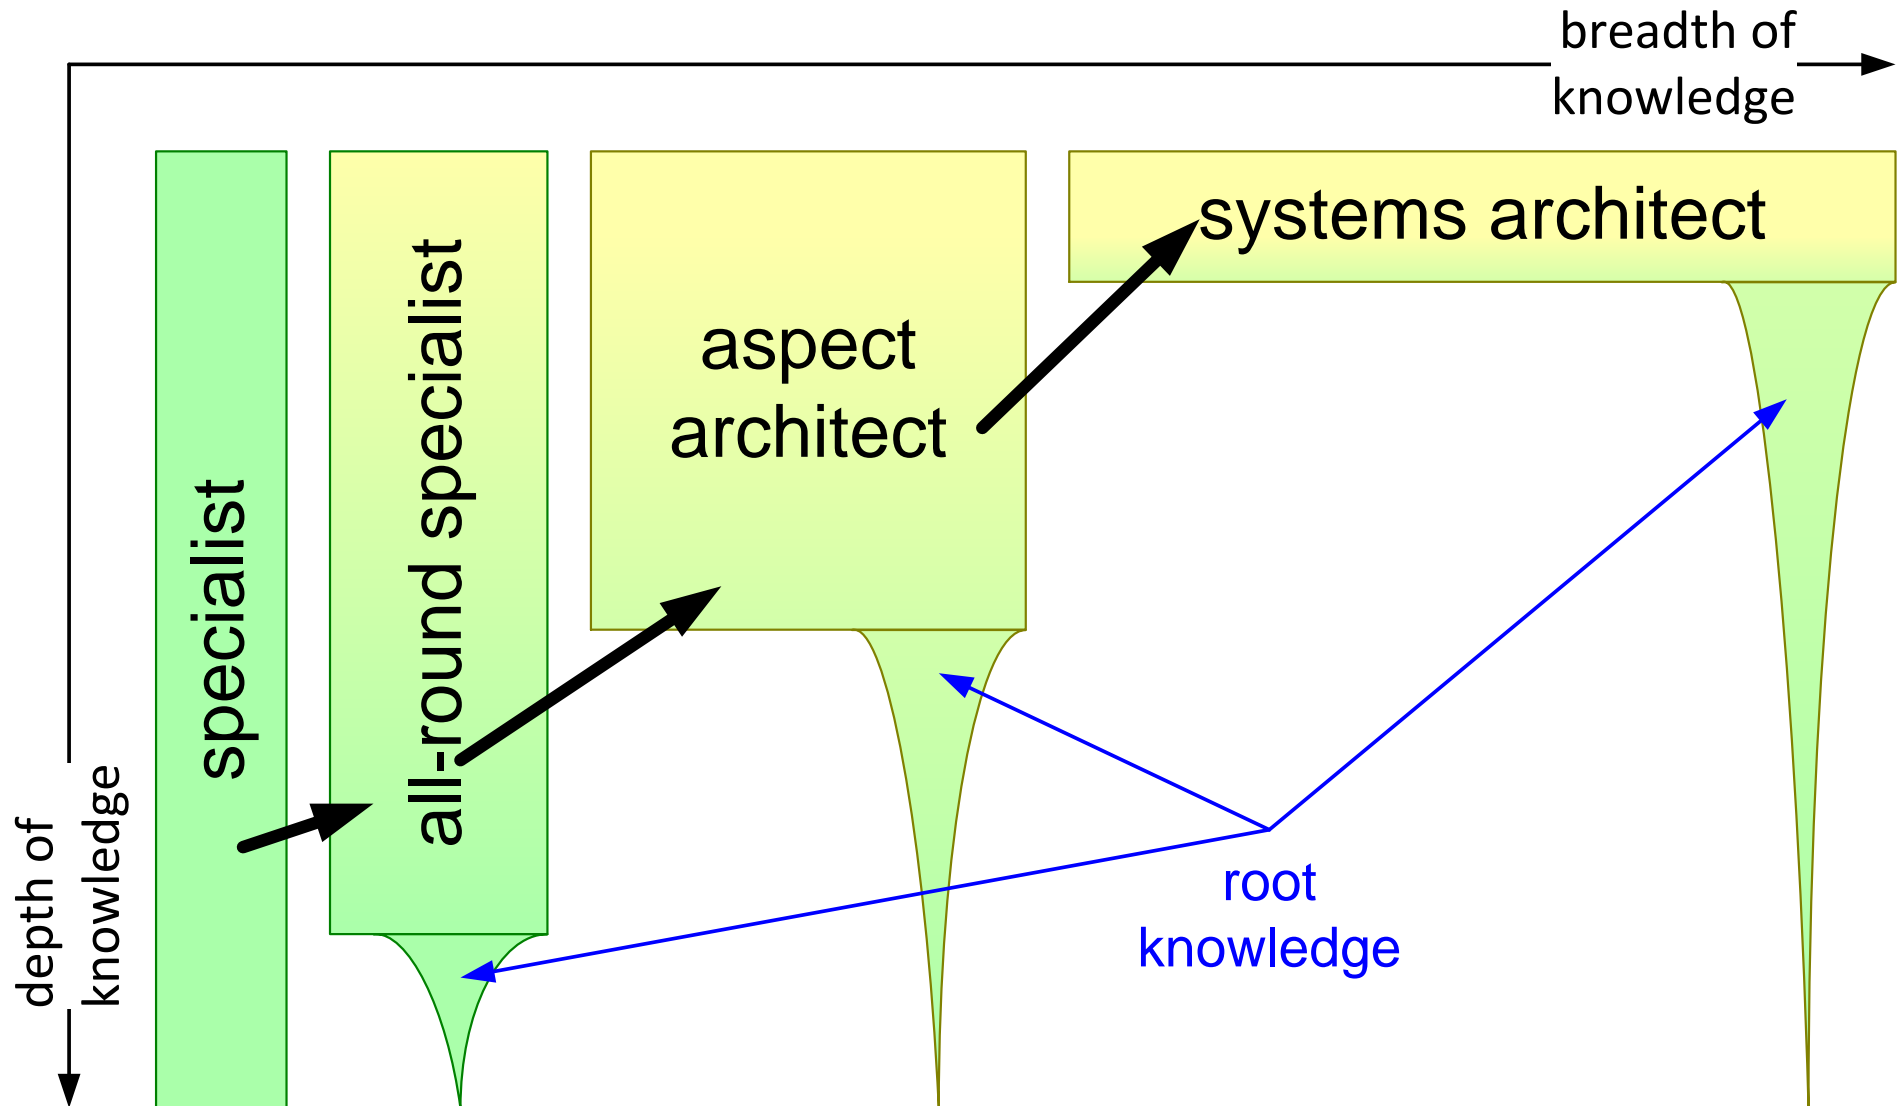 breadth of
knowledge
systems architect
aspect
architect
all-round specialist
specialist
depth of
knowledge
root
knowledge